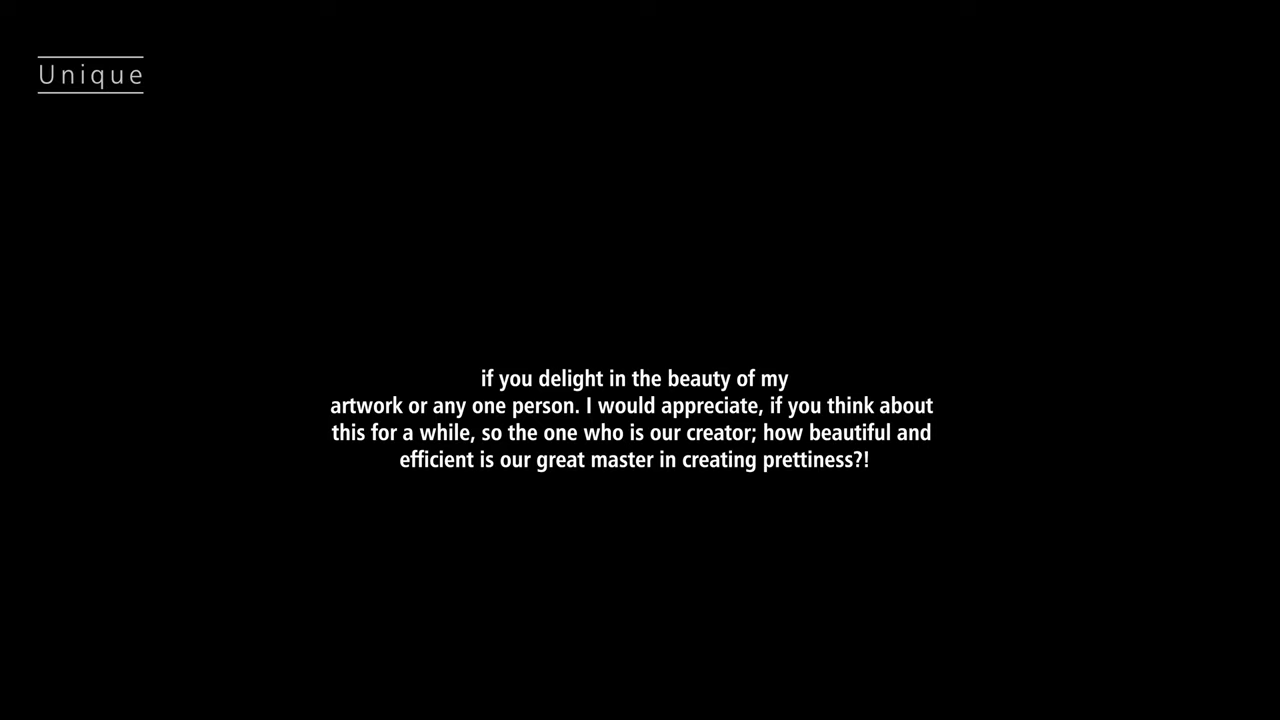 Unique
if you delight in the beauty of my
artwork or any one person. I would appreciate, if you think about
this for a while, so the one who is our creator; how beautiful and
efficient is our great master in creating prettiness?!